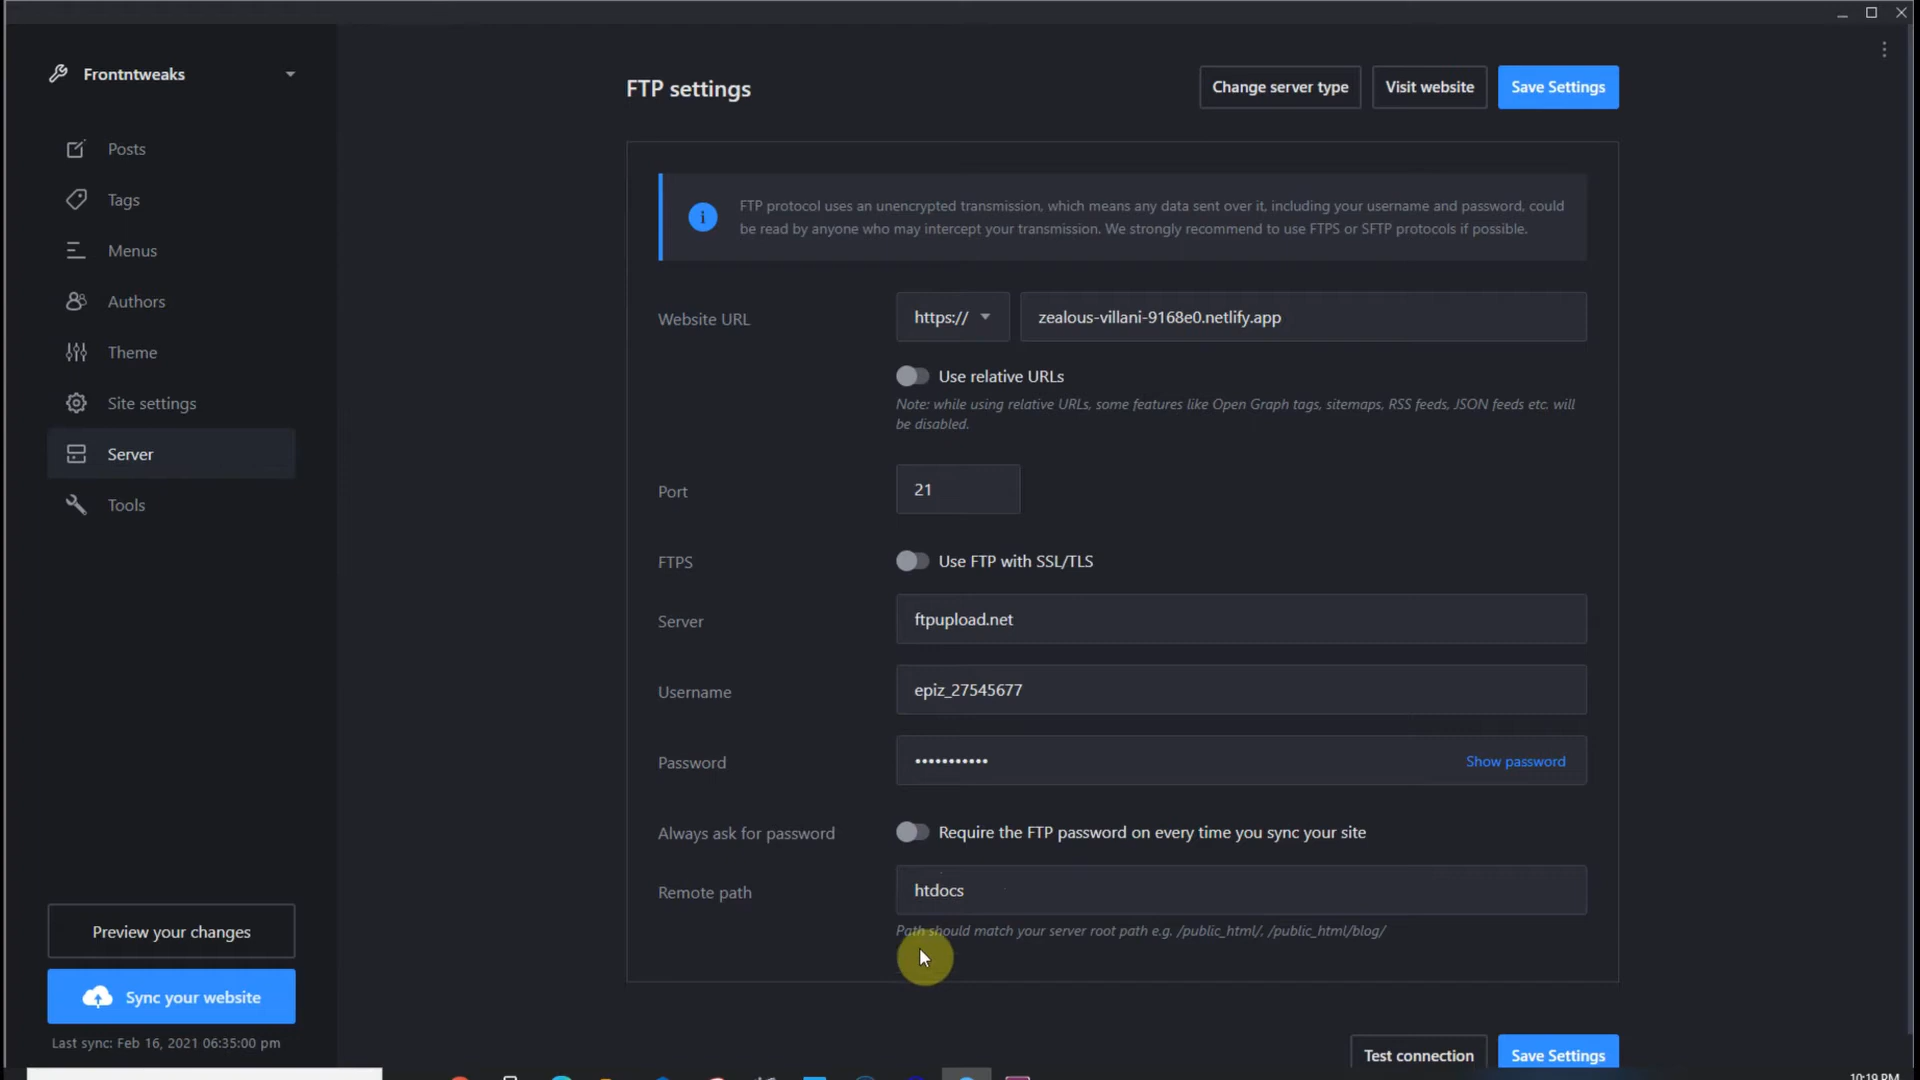 Frontntweaks
Posts
Tags
Menus
Authors
Theme
Site settings
Server
Tools
Preview your changes
Sync your website
Last sync: Feb 16, 2021 06:35:00 pm
FTP settings
Change server type
Visit website
Save Settings
i
FTP protocol uses an unencrypted transmission, which means any data sent over it, including your username and password, could
be read by anyone who may intercept your transmission. We strongly recommend to use FTPS or SFTP protocols if possible.
Website URL
https://
zealous-villani-9168e0.netlify.app
Use relative URLs
Note: while using relative URLs, some features like Open Graph tags, sitemaps, RSS feeds, JSON feeds etc. will
be disabled.
Port
21
FTPS
Use FTP with SSL/TLS
Server
ftpupload.net
Username
epiz_27545677
Password
•••••••••••
Show password
Always ask for password
Require the FTP password on every time you sync your site
Remote path
htdocs
Path should match your server root path e.g. /public_html/, /public_html/blog/
Test connection
Save Settings
10:19 PM